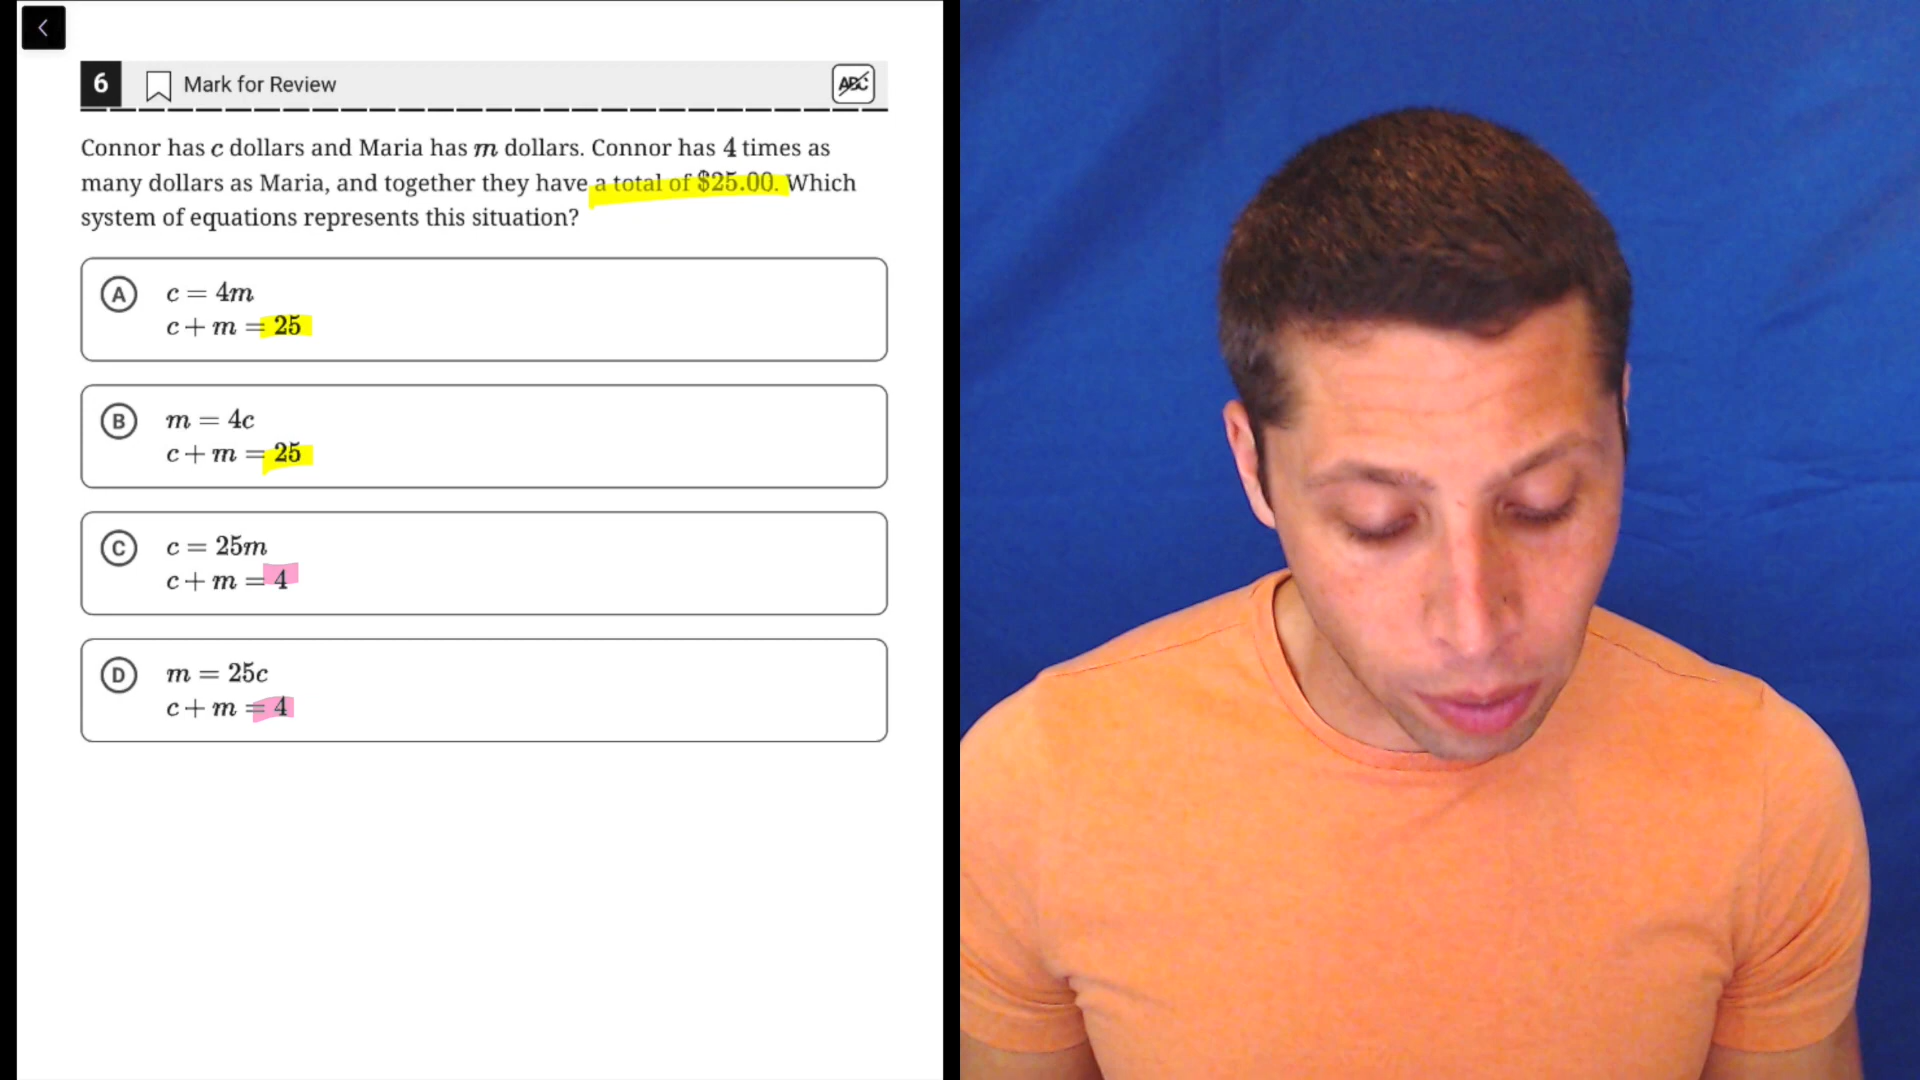 6 Mark for Review ABC
Connor has c dollars and Maria has m dollars. Connor has 4 times as
many dollars as Maria, and together they have a total of $25.00. Which
system of equations represents this situation?
A c = 4m
c + m = 25
B m = 4c
c + m = 25
C c = 25m
c + m = 4
D m = 25c
c + m = 4